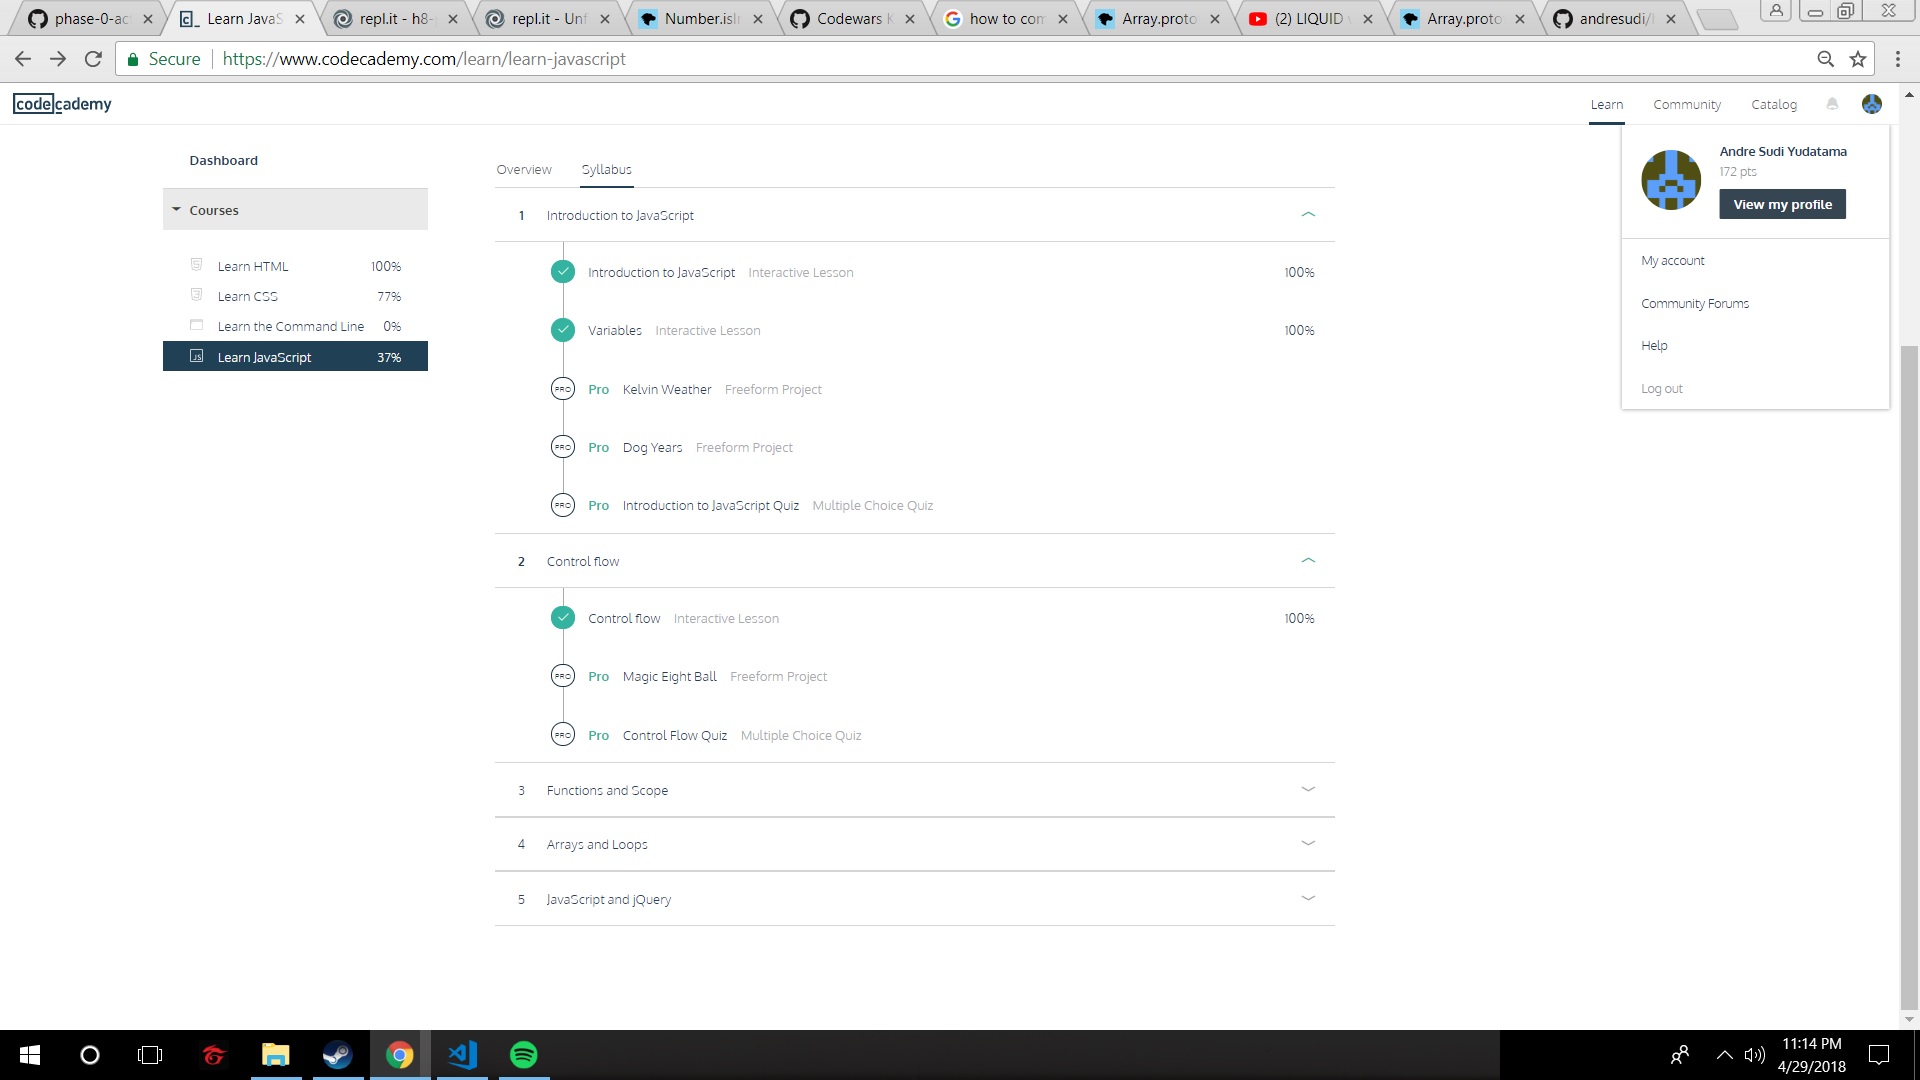 phase-0-ac
Learn JavaS
repl.it - h8-
repl.it - Unf
Number.isIn
Codewars K
how to com
Array.proto
(2) LIQUID
Array.proto
andresudi/
Secure
https://www.codecademy.com/learn/learn-javascript
codecademy
Learn
Community
Catalog
Dashboard
Courses
Learn HTML 100%
Learn CSS 77%
Learn the Command Line 0%
JS Learn JavaScript 37%
Overview
Syllabus
1 Introduction to JavaScript
Introduction to JavaScript Interactive Lesson 100%
Variables Interactive Lesson 100%
PRO Pro Kelvin Weather Freeform Project
PRO Pro Dog Years Freeform Project
PRO Pro Introduction to JavaScript Quiz Multiple Choice Quiz
2 Control flow
Control flow Interactive Lesson 100%
PRO Pro Magic Eight Ball Freeform Project
PRO Pro Control Flow Quiz Multiple Choice Quiz
3 Functions and Scope
4 Arrays and Loops
5 JavaScript and jQuery
Andre Sudi Yudatama
172 pts
View my profile
My account
Community Forums
Help
Log out
11:14 PM
4/29/2018